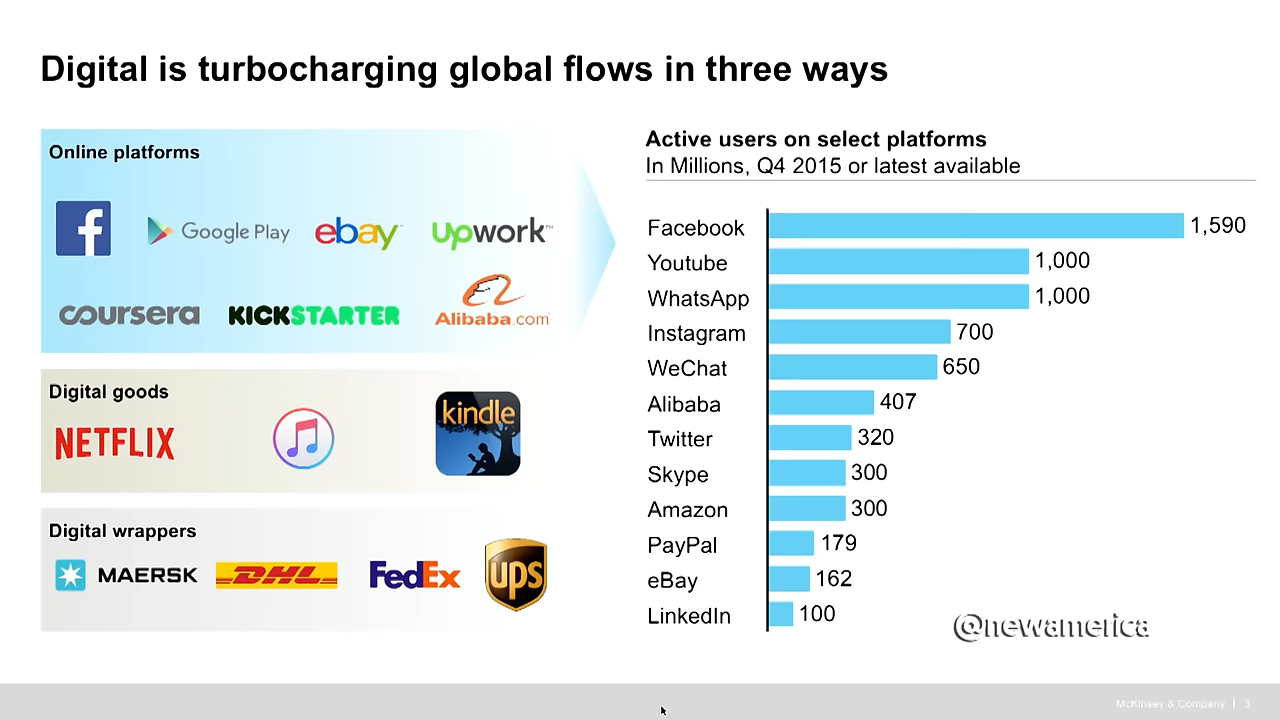 Digital is turbocharging global flows in three ways
Online platforms
f
Google Play
ebay™
Upwork™
coursera
KICKSTARTER
Alibaba.com
Digital goods
NETFLIX
kindle
Digital wrappers
MAERSK
DHL
FedEx
ups
Active users on select platforms
In Millions, Q4 2015 or latest available
Facebook 1,590
Youtube 1,000
WhatsApp 1,000
Instagram 700
WeChat 650
Alibaba 407
Twitter 320
Skype 300
Amazon 300
PayPal 179
eBay 162
LinkedIn 100
@newamerica
McKinsey & Company | 3